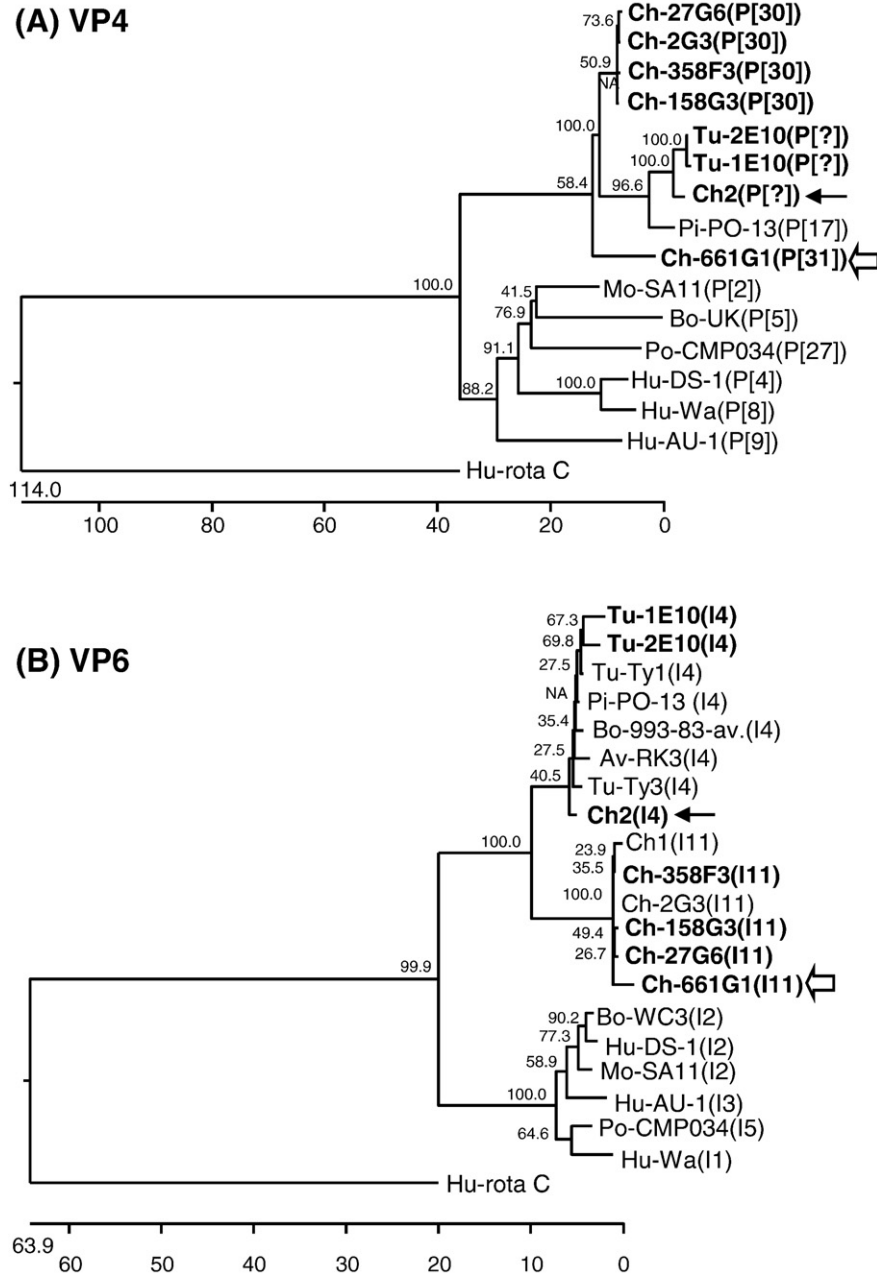 (A) VP4
73.6
Ch-27G6(P[30])
Ch-2G3(P[30])
50.9
Ch-358F3(P[30])
NA
Ch-158G3(P[30])
100.0
100.0
Tu-2E10(P[?])
100.0
Tu-1E10(P[?])
58.4
96.6
Ch2(P[?])
Pi-PO-13(P[17])
Ch-661G1(P[31])
100.0
41.5
Mo-SA11(P[2])
76.9
Bo-UK(P[5])
91.1
Po-CMP034(P[27])
88.2
100.0
Hu-DS-1(P[4])
Hu-Wa(P[8])
Hu-AU-1(P[9])
Hu-rota C
114.0
100 80 60 40 20 0
(B) VP6
67.3
Tu-1E10(I4)
69.8
Tu-2E10(I4)
27.5
Tu-Ty1(I4)
NA
Pi-PO-13 (I4)
35.4
Bo-993-83-av.(I4)
27.5
Av-RK3(I4)
40.5
Tu-Ty3(I4)
Ch2(I4)
100.0
23.9
Ch1(I11)
35.5
Ch-358F3(I11)
100.0
Ch-2G3(I11)
49.4
Ch-158G3(I11)
26.7
Ch-27G6(I11)
99.9
Ch-661G1(I11)
90.2
Bo-WC3(I2)
77.3
Hu-DS-1(I2)
58.9
Mo-SA11(I2)
100.0
Hu-AU-1(I3)
64.6
Po-CMP034(I5)
Hu-Wa(I1)
Hu-rota C
63.9
60 50 40 30 20 10 0